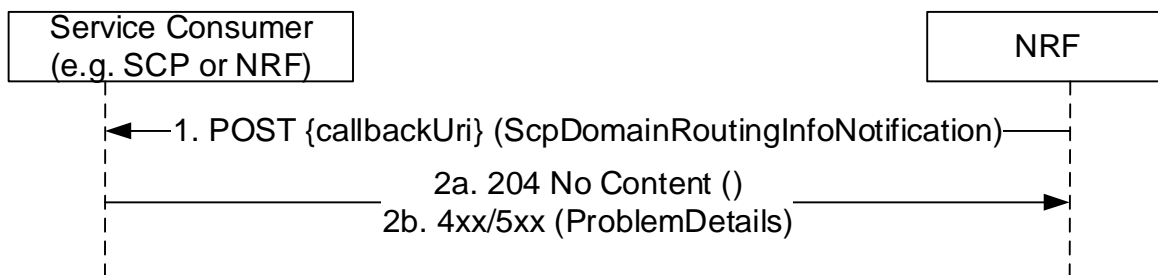 Service Consumer
(e.g. SCP or NRF)
NRF
1. POST {callbackUri} (ScpDomainRoutingInfoNotification)
2a. 204 No Content ()
2b. 4xx/5xx (ProblemDetails)